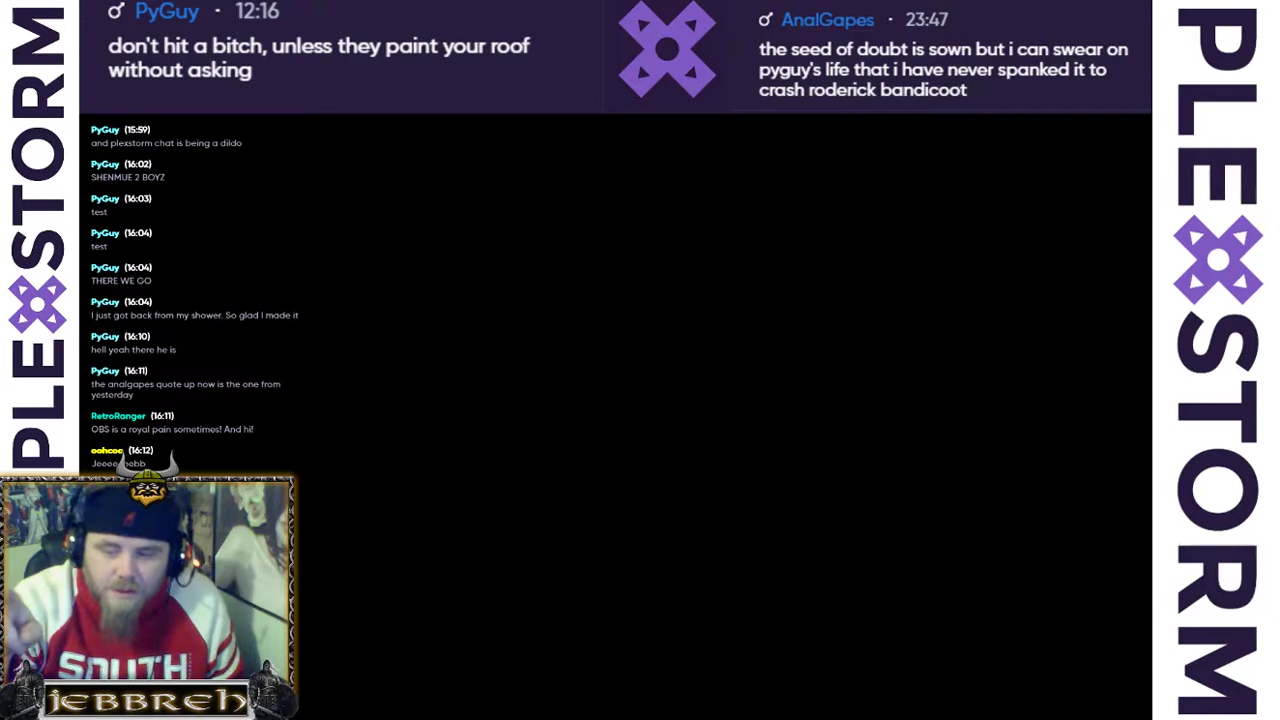 PLEXSTORM
PyGuy · 12:16
don't hit a bitch, unless they paint your roof
without asking
AnalGapes · 23:47
the seed of doubt is sown but i can swear on
pyguy's life that i have never spanked it to
crash roderick bandicoot
PyGuy (15:59)
and plexstorm chat is being a dildo
PyGuy (16:02)
SHENMUE 2 BOYZ
PyGuy (16:03)
test
PyGuy (16:04)
test
PyGuy (16:04)
THERE WE GO
PyGuy (16:04)
I just got back from my shower. So glad I made it
PyGuy (16:10)
hell yeah there he is
PyGuy (16:11)
the analgapes quote up now is the one from
yesterday
RetroRanger (16:11)
OBS is a royal pain sometimes! And hi!
(16:12)
SOUTH
JEBBREH
PLEXSTORM